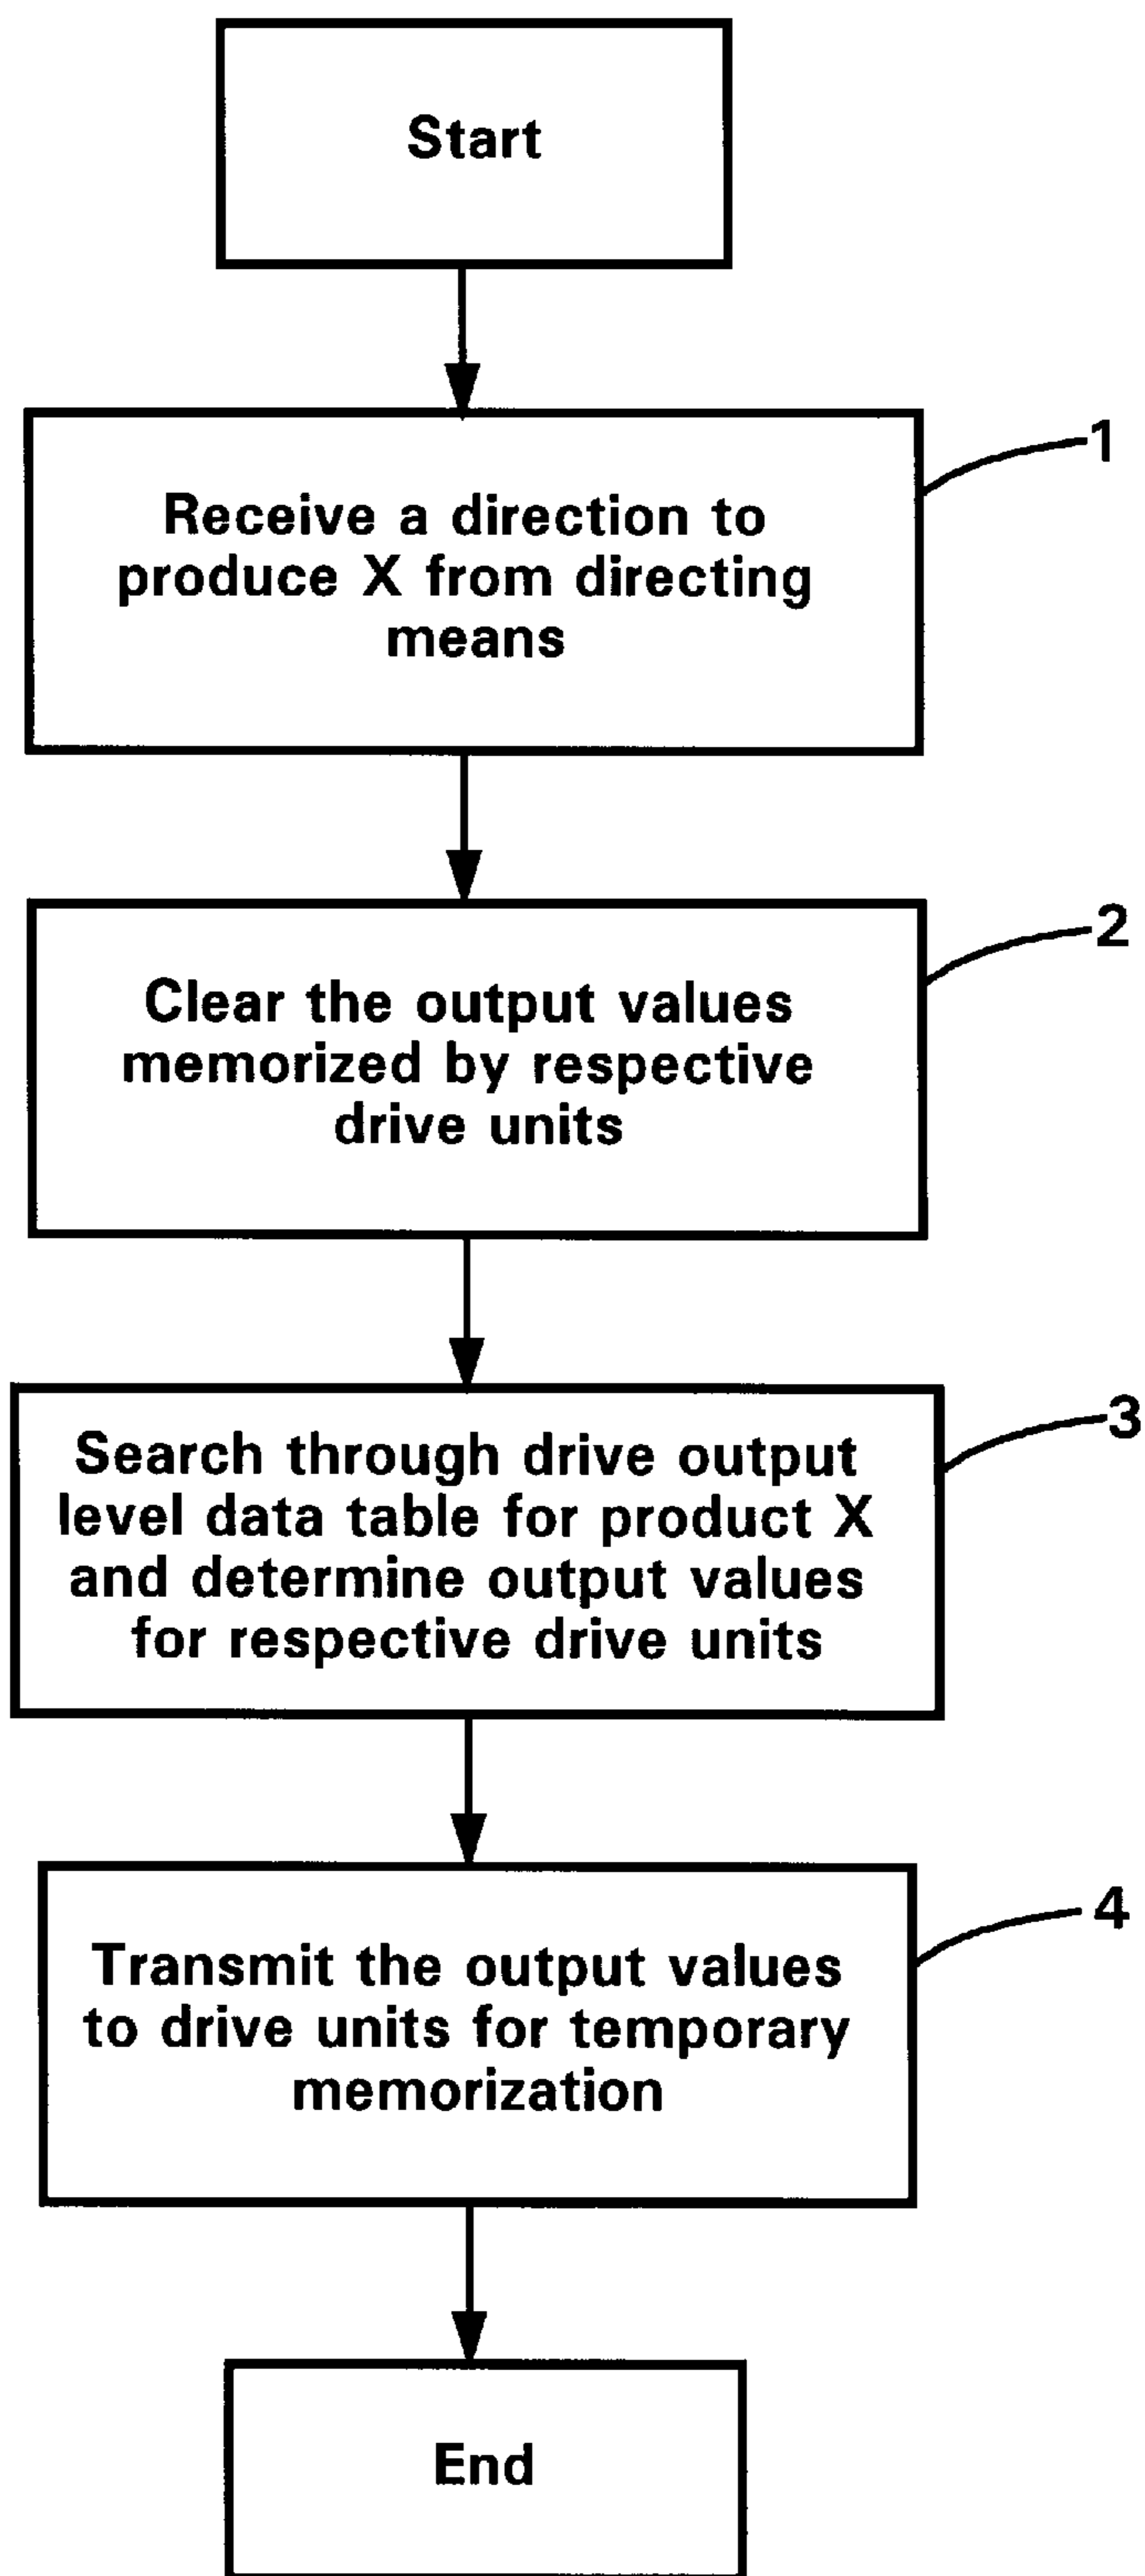 Start
1
Receive a direction to
produce X from directing
means
2
Clear the output values
memorized by respective
drive units
3
Search through drive output
level data table for product X
and determine output values
for respective drive units
4
Transmit the output values
to drive units for temporary
memorization
End